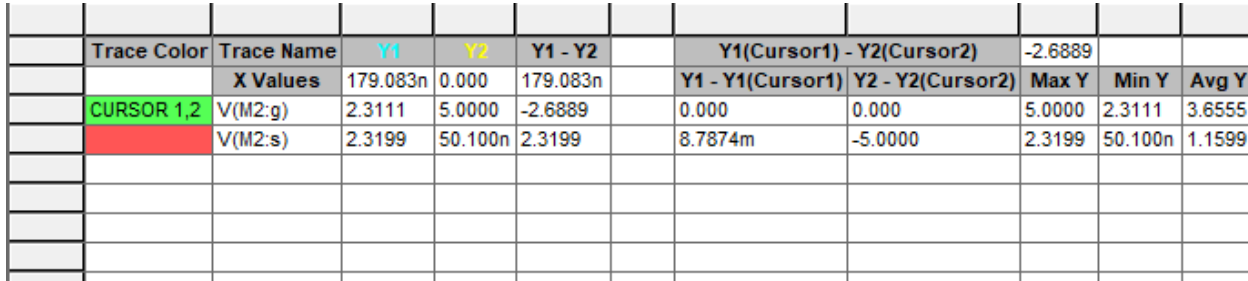 Trace Color Trace Name Y1 Y2 Y1 - Y2 Y1(Cursor1) - Y2(Cursor2) -2.6889
X Values 179.083n 0.000 179.083n Y1 - Y1(Cursor1) Y2 - Y2(Cursor2) Max Y Min Y Avg Y
CURSOR 1,2 V(M2:g) 2.3111 5.0000 -2.6889 0.000 0.000 5.0000 2.3111 3.6555
V(M2:s) 2.3199 50.100n 2.3199 8.7874m -5.0000 2.3199 50.100n 1.1599